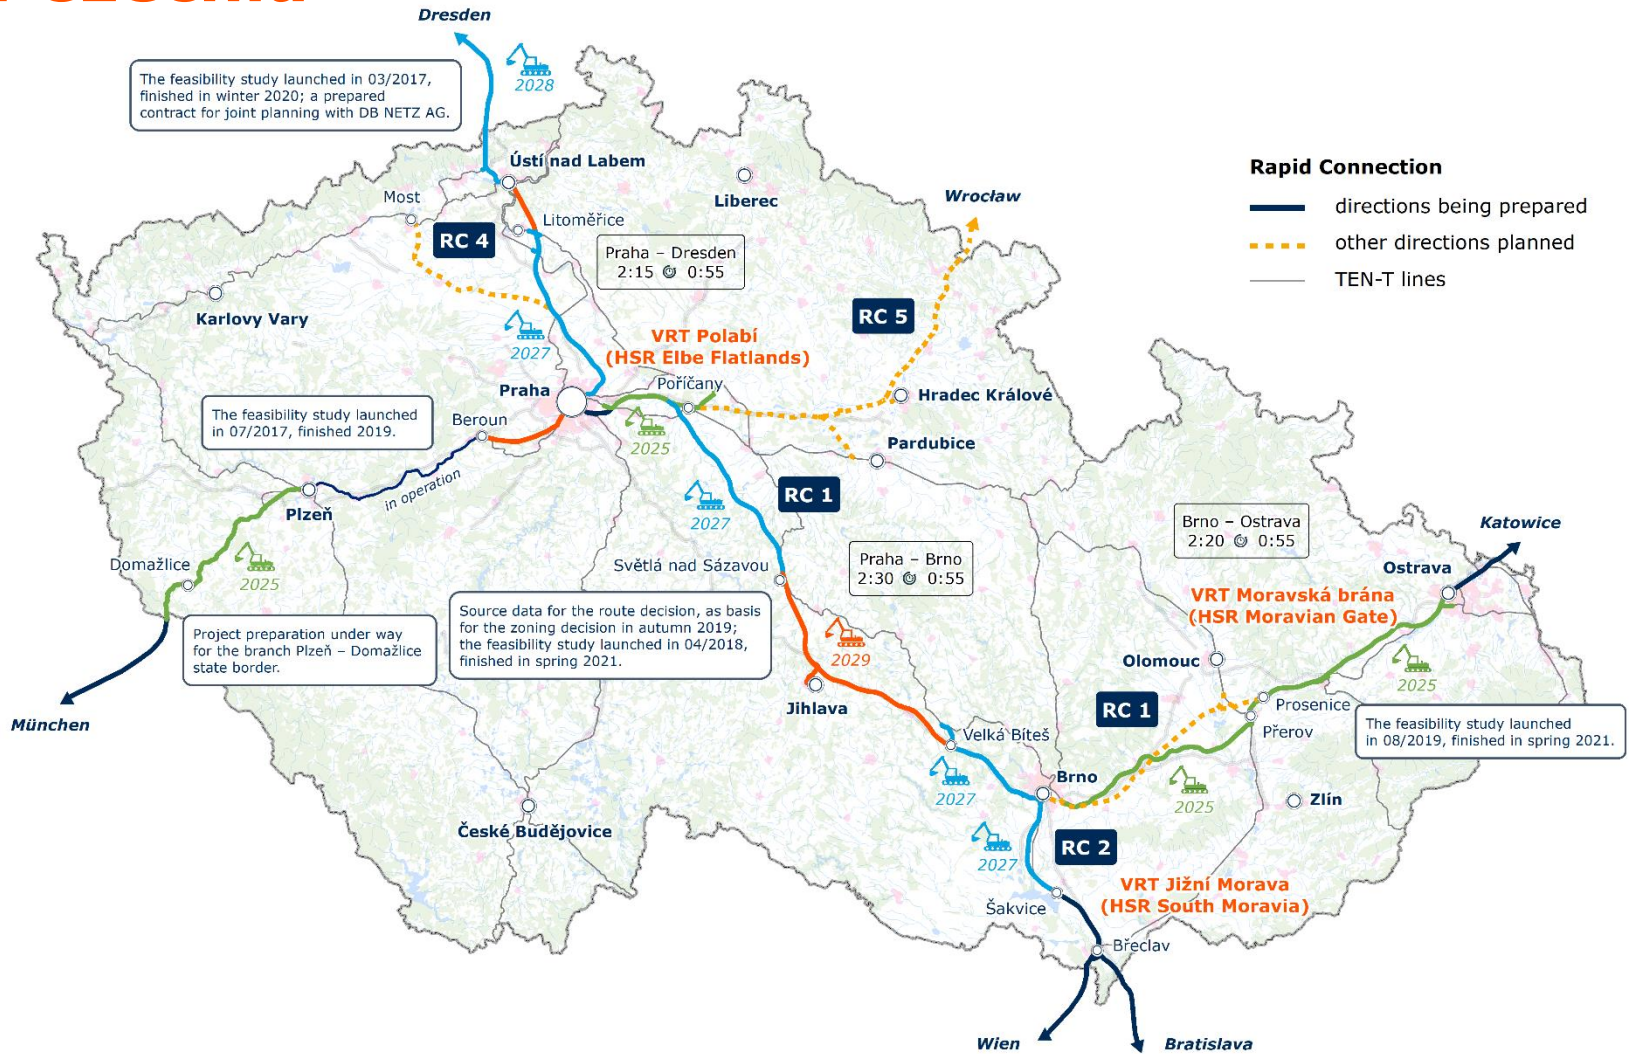 Dresden
2028
The feasibility study launched in 03/2017,
finished in winter 2020; a prepared
contract for joint planning with DB NETZ AG.
Ústí nad Labem
Most
Litoměřice
RC 4
Liberec
Wrocław
Rapid Connection
directions being prepared
other directions planned
TEN-T lines
Praha – Dresden
2:15 0:55
Karlovy Vary
2027
RC 5
VRT Polabí
(HSR Elbe Flatlands)
Praha
Poříčany
Hradec Králové
The feasibility study launched
in 07/2017, finished 2019.
Beroun
2025
Pardubice
in operation
Plzeň
RC 1
2027
Domažlice
2025
Světlá nad Sázavou
Praha – Brno
2:30 0:55
Brno – Ostrava
2:20 0:55
Katowice
Ostrava
VRT Moravská brána
(HSR Moravian Gate)
Project preparation under way
for the branch Plzeň – Domažlice
state border.
Source data for the route decision, as basis
for the zoning decision in autumn 2019;
the feasibility study launched in 04/2018,
finished in spring 2021.
2029
Olomouc
2025
München
Jihlava
RC 1
Prosenice
Přerov
The feasibility study launched
in 08/2019, finished in spring 2021.
Velká Bíteš
2027
Brno
2025
Zlín
České Budějovice
2027
RC 2
VRT Jižní Morava
(HSR South Moravia)
Šakvice
Břeclav
Wien
Bratislava